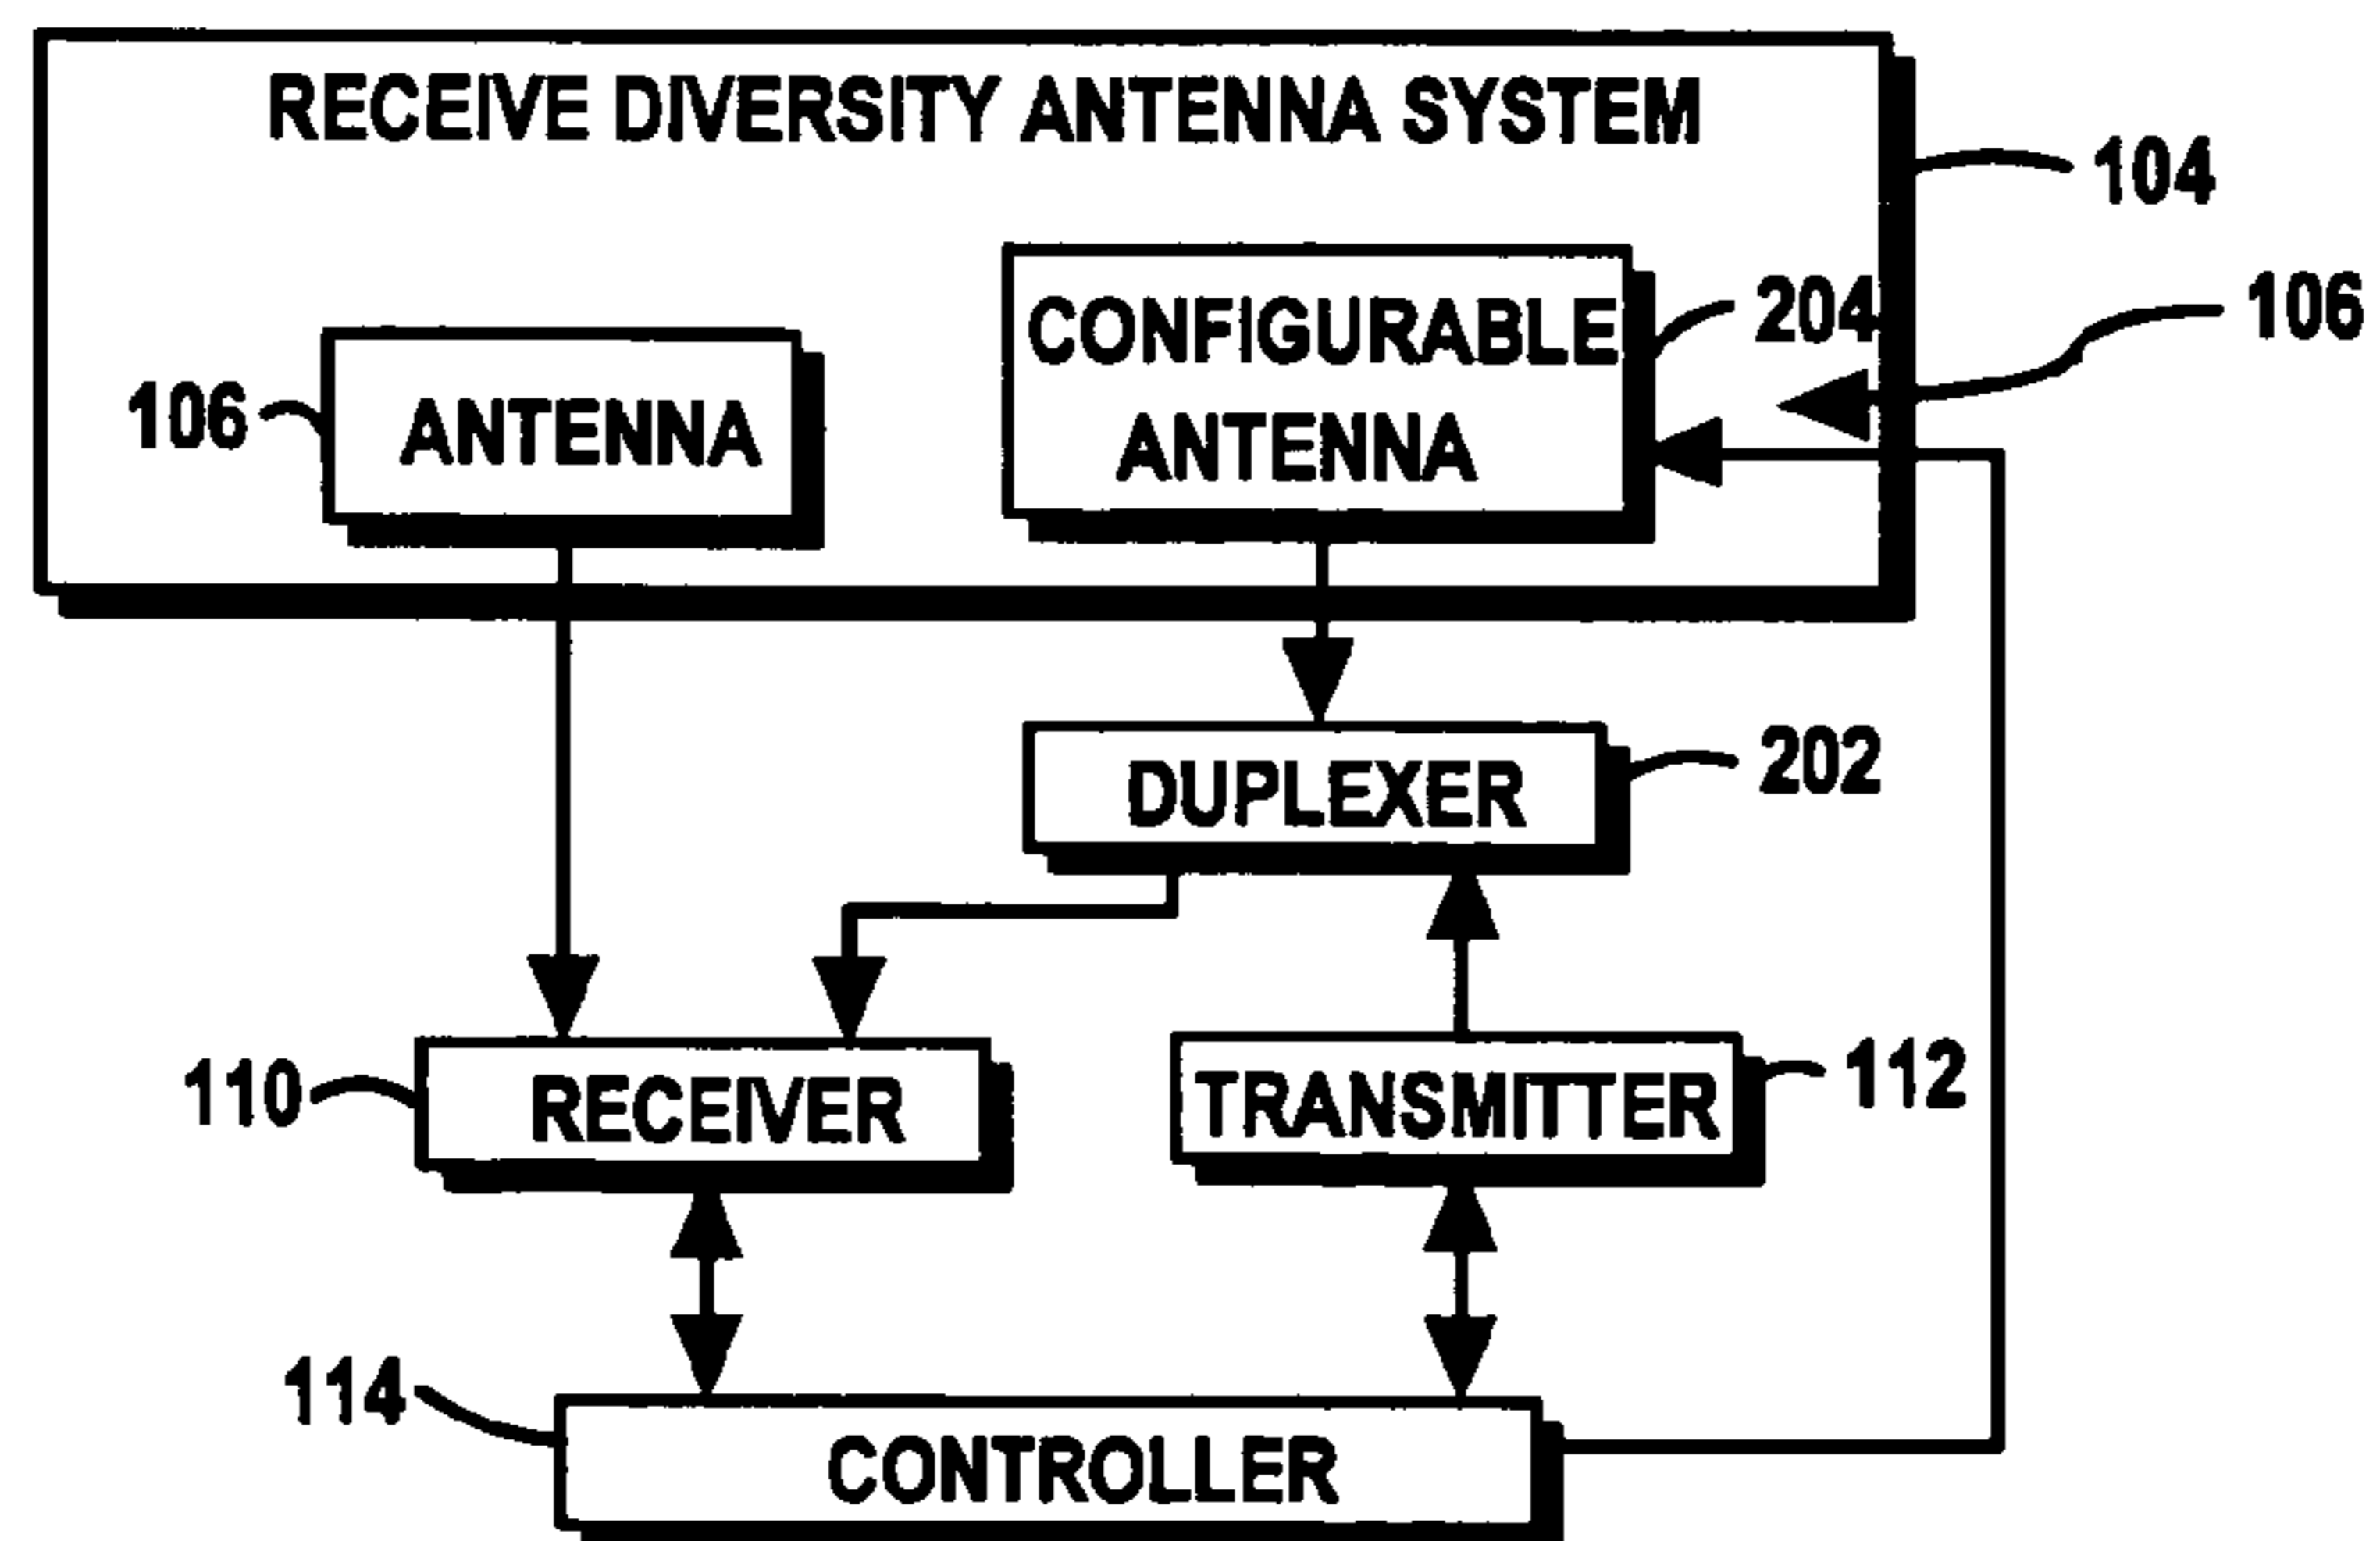 RECEIVE DIVERSITY ANTENNA SYSTEM
104
CONFIGURABLE
ANTENNA
204
106
106
ANTENNA
DUPLEXER
202
110
RECEIVER
TRANSMITTER
112
114
CONTROLLER